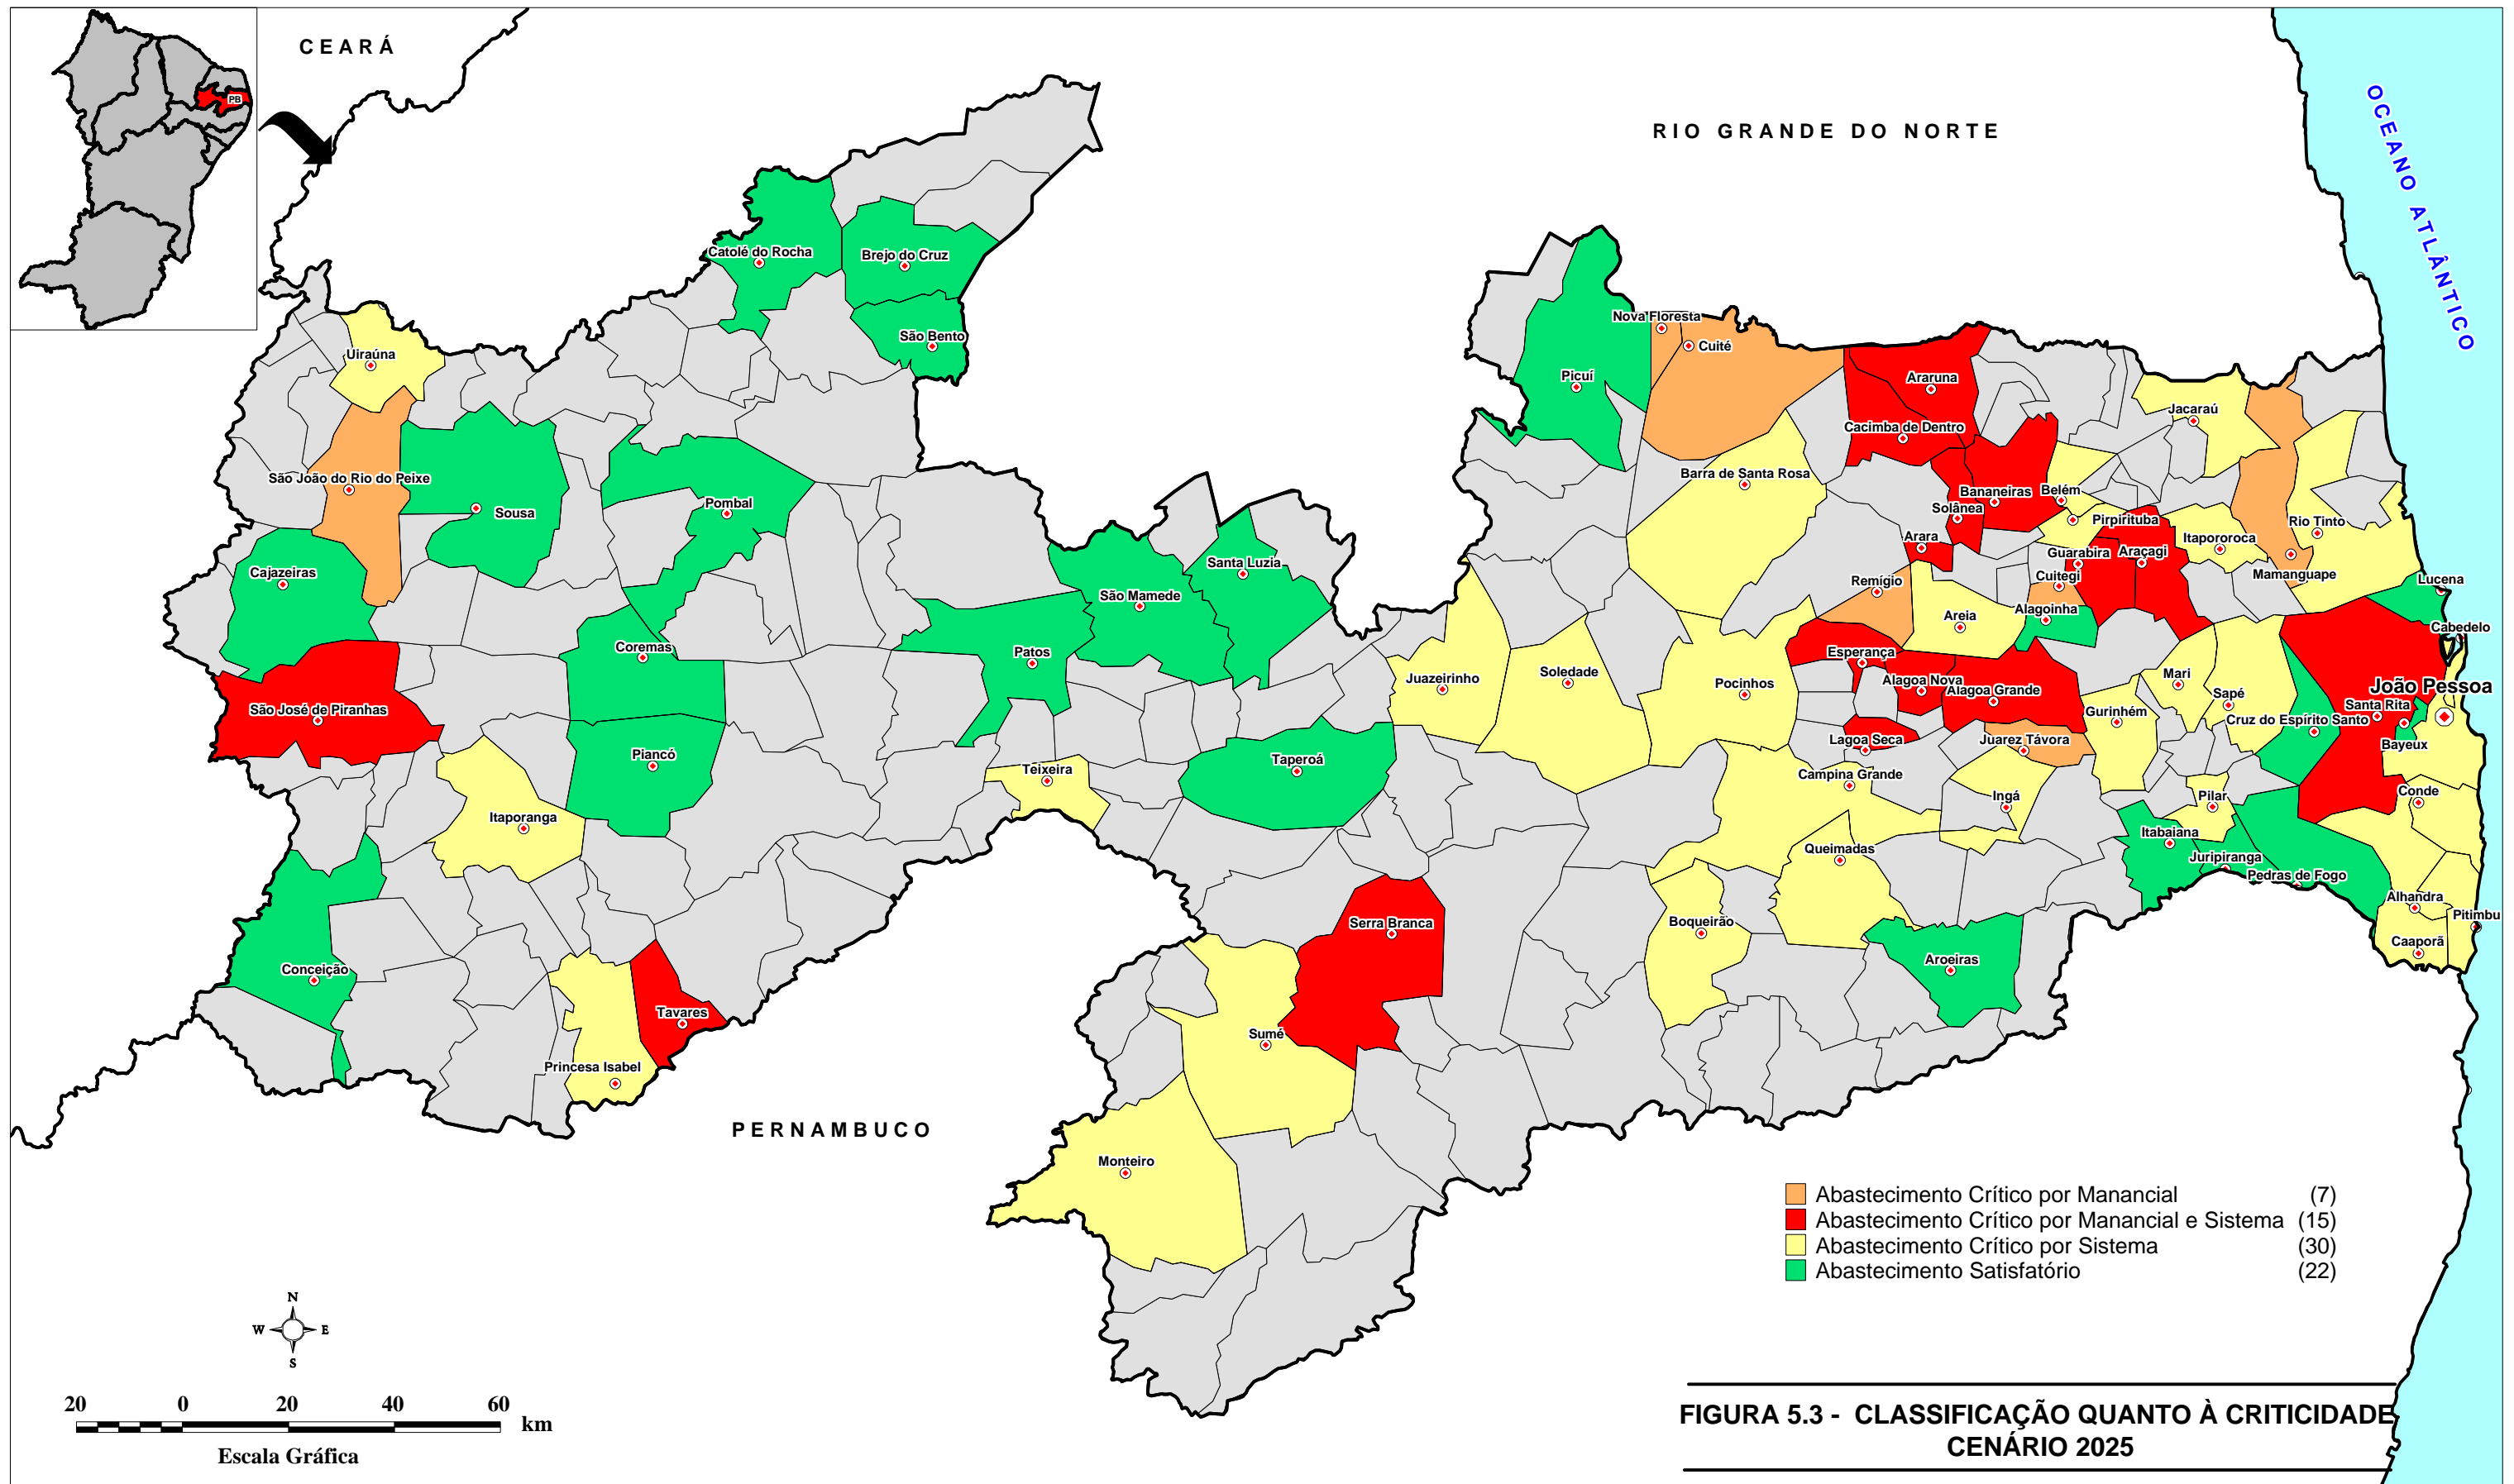 CEARÁ
PB
RIO GRANDE DO NORTE
OCEANO ATLÂNTICO
Catolé do Rocha
Brejo do Cruz
São Bento
Uiraúna
Nova Floresta
Cuité
Picuí
Araruna
Cacimba de Dentro
Jacaraú
São João do Rio do Peixe
Sousa
Pombal
Barra de Santa Rosa
Bananeiras
Belém
Solânea
Pirpirituba
Rio Tinto
Arara
Guarabira
Araçagi
Itapororoca
Cajazeiras
São Mamede
Santa Luzia
Remígio
Cuitegi
Mamanguape
Lucena
Areia
Alagoinha
Cabedelo
Coremas
Patos
Juazeirinho
Soledade
Pocinhos
Esperança
Alagoa Nova
Alagoa Grande
Mari
Sapé
João Pessoa
São José de Piranhas
Gurinhém
Cruz do Espírito Santo
Santa Rita
Bayeux
Piancó
Teixeira
Taperoá
Lagoa Seca
Juarez Távora
Campina Grande
Ingá
Pilar
Conde
Itaporanga
Queimadas
Itabaiana
Juripiranga
Pedras de Fogo
Alhandra
Pitimbu
Caaporã
Serra Branca
Boqueirão
Aroeiras
Conceição
Tavares
Princesa Isabel
Sumé
Monteiro
PERNAMBUCO
Abastecimento Crítico por Manancial (7)
Abastecimento Crítico por Manancial e Sistema (15)
Abastecimento Crítico por Sistema (30)
Abastecimento Satisfatório (22)
N
W E
S
20 0 20 40 60 km
Escala Gráfica
FIGURA 5.3 - CLASSIFICAÇÃO QUANTO À CRITICIDADE
CENÁRIO 2025